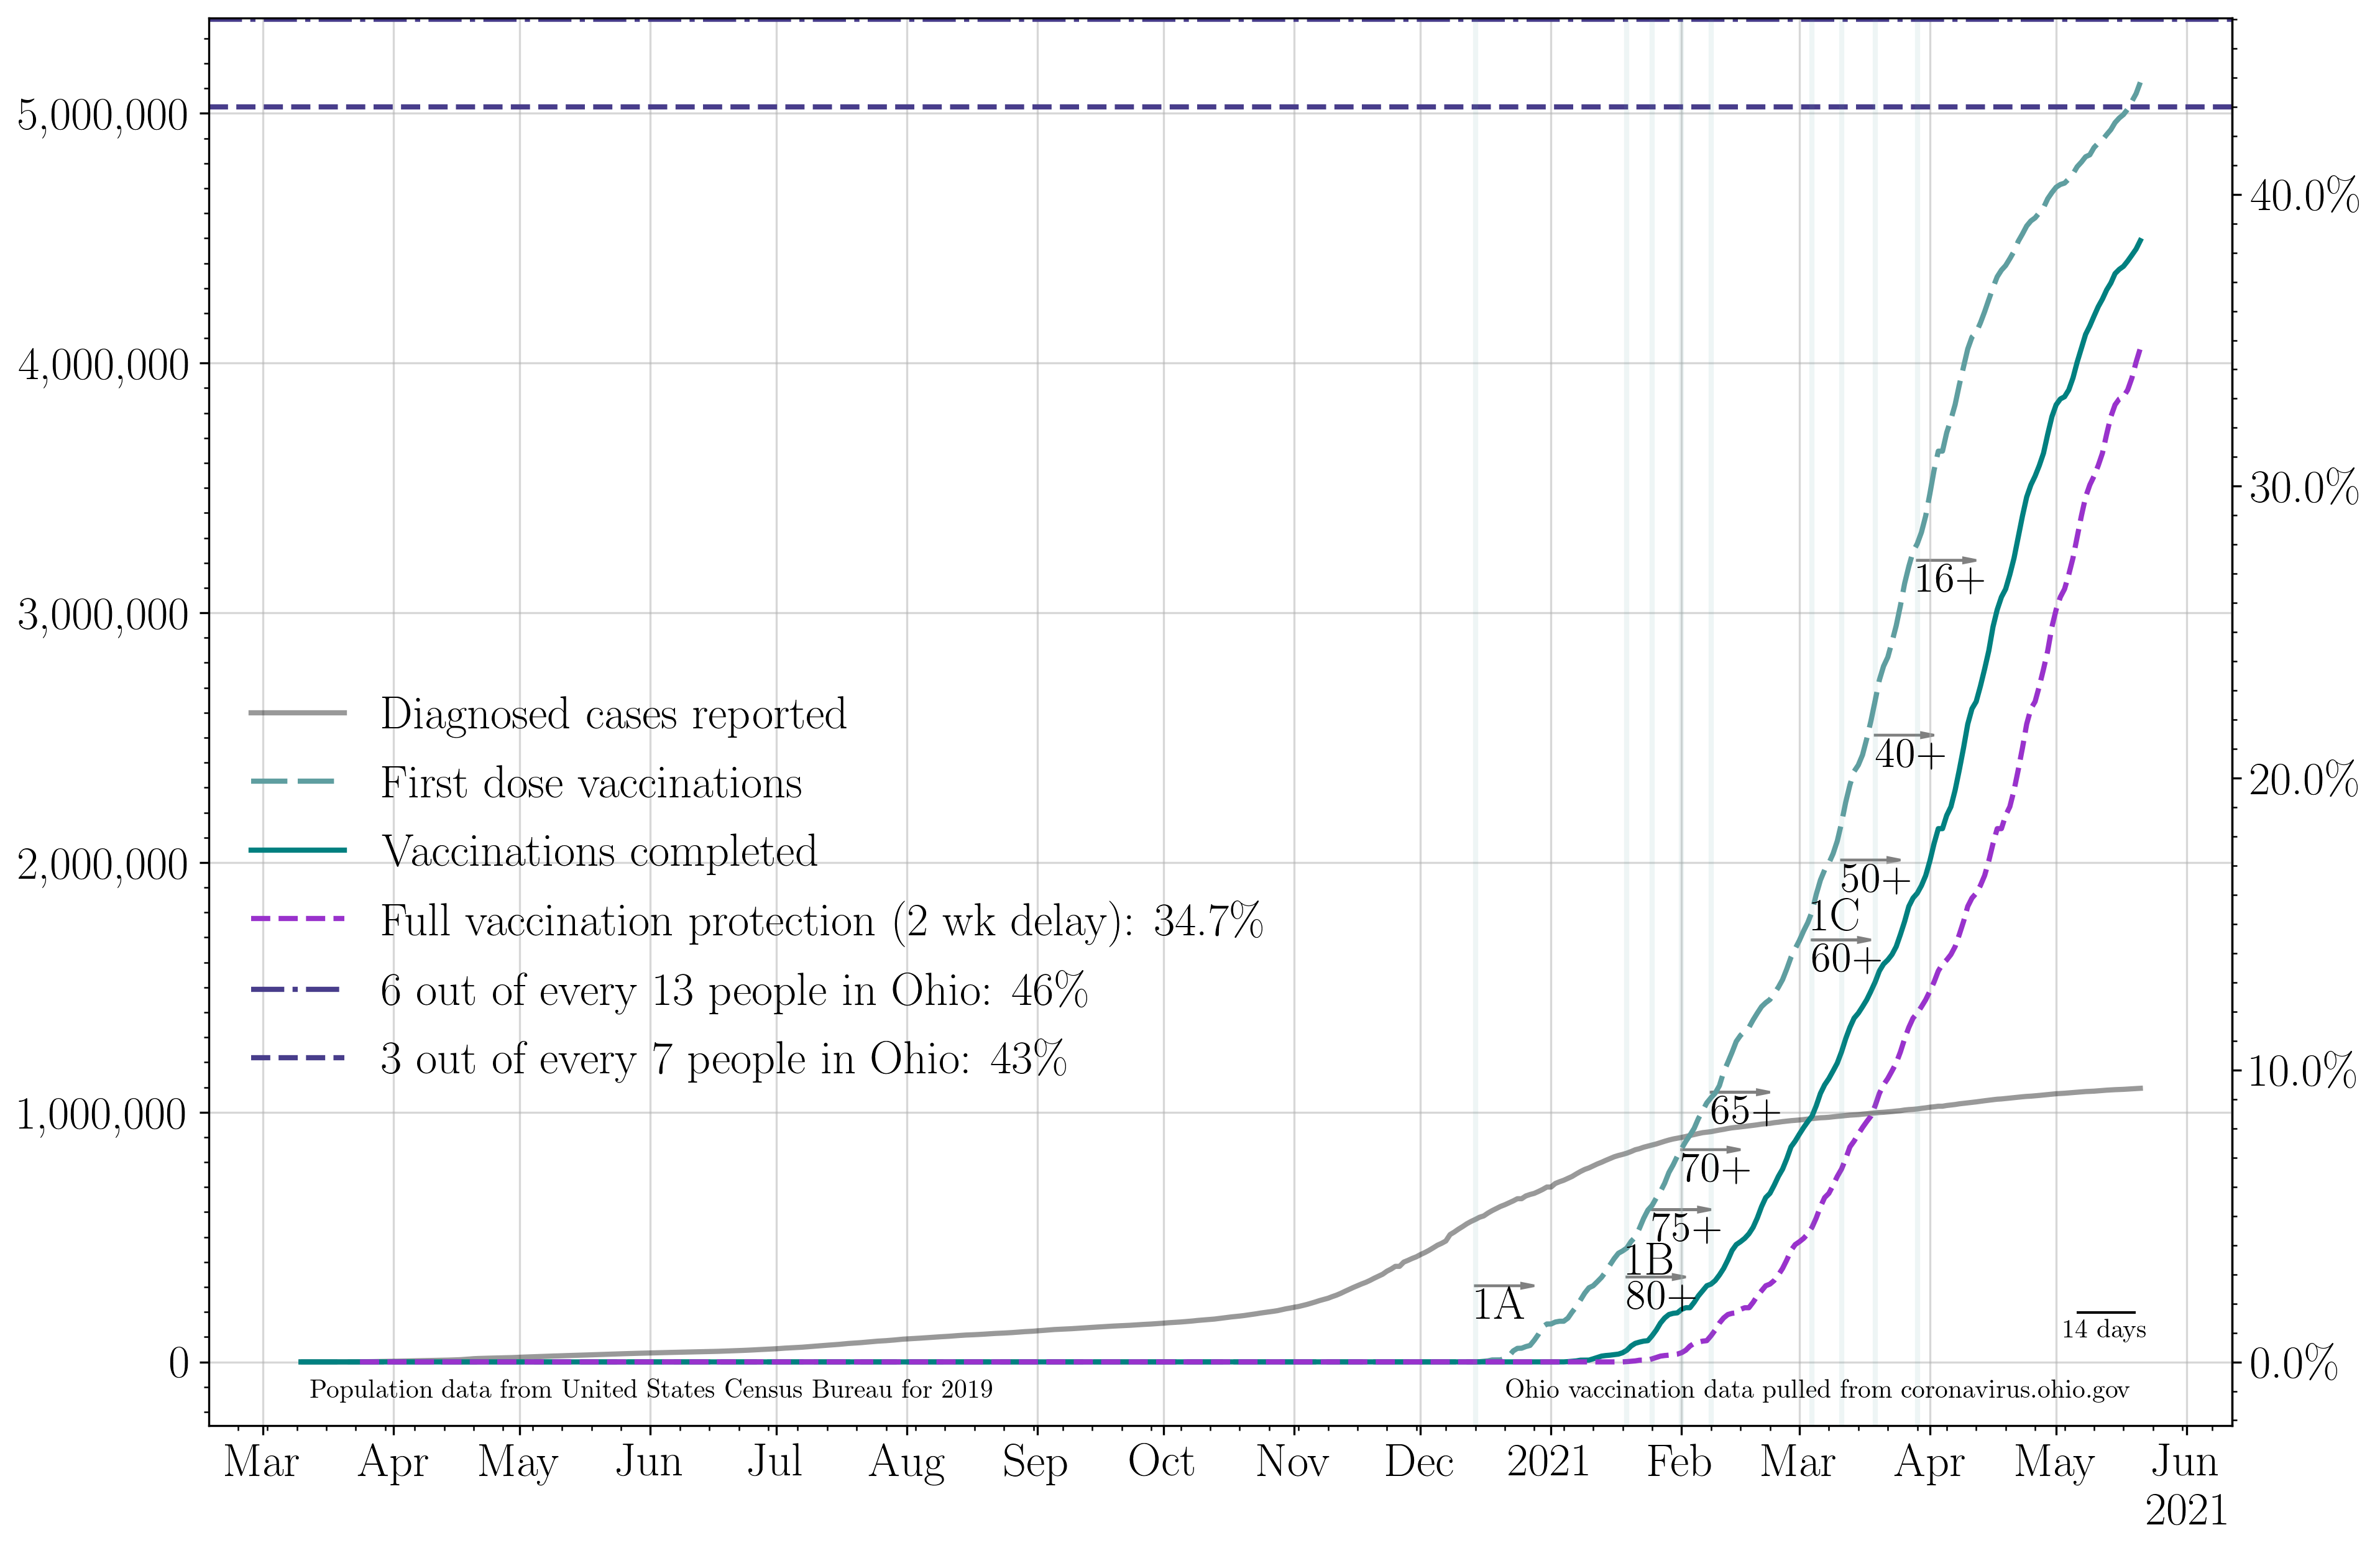 5,000,000
4,000,000
3,000,000
2,000,000
1,000,000
0
40.0%
30.0%
20.0%
10.0%
0.0%
Diagnosed cases reported
First dose vaccinations
Vaccinations completed
Full vaccination protection (2 wk delay): 34.7%
6 out of every 13 people in Ohio: 46%
3 out of every 7 people in Ohio: 43%
16+
40+
50+
1C
60+
65+
70+
75+
1B
80+
1A
14 days
Population data from United States Census Bureau for 2019
Ohio vaccination data pulled from coronavirus.ohio.gov
Mar Apr May Jun Jul Aug Sep Oct Nov Dec 2021 Feb Mar Apr May Jun
2021